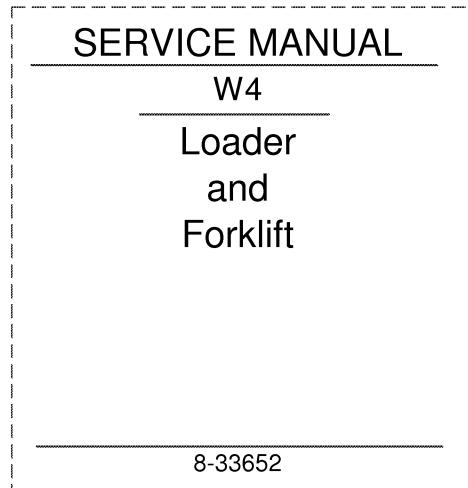 SERVICE MANUAL
W4
Loader
and
Forklift
8-33652